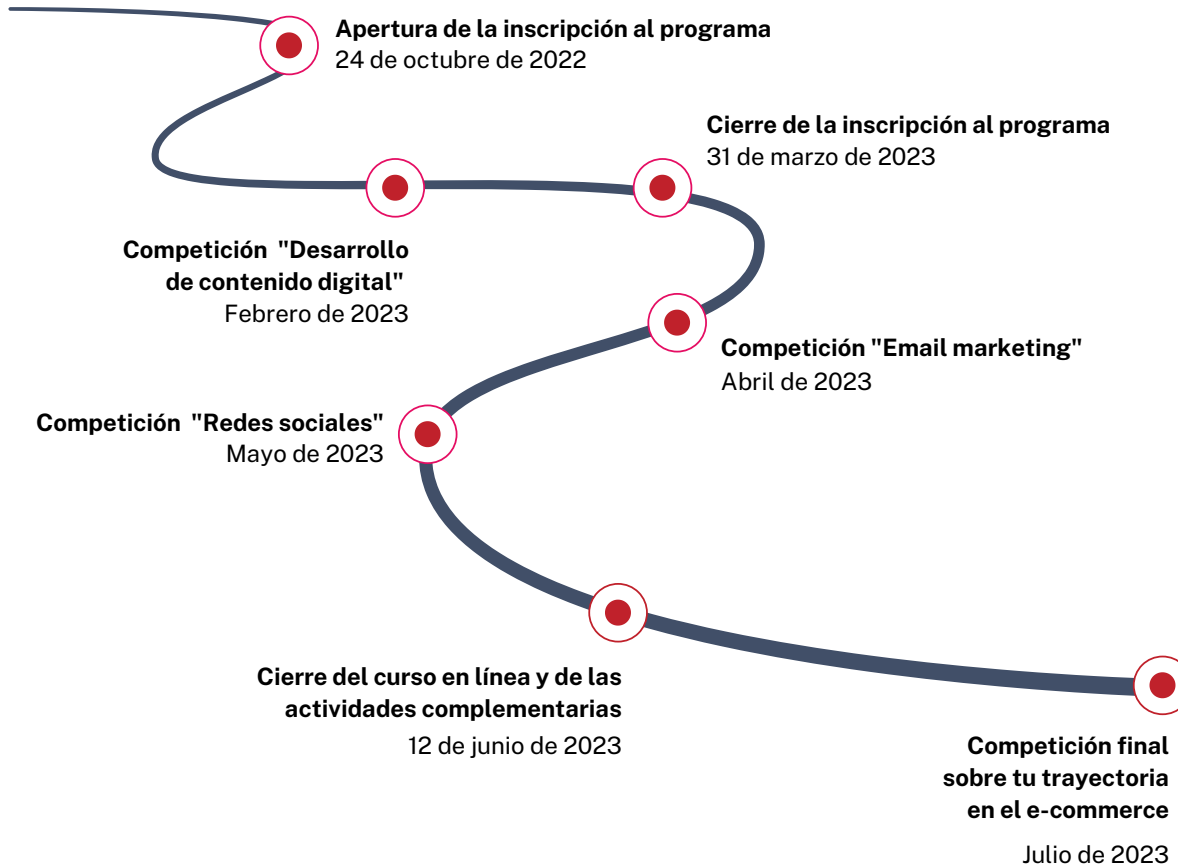 Apertura de la inscripción al programa
24 de octubre de 2022
Cierre de la inscripción al programa
31 de marzo de 2023
Competición "Desarrollo
de contenido digital"
Febrero de 2023
Competición "Email marketing"
Abril de 2023
Competición "Redes sociales"
Mayo de 2023
Cierre del curso en línea y de las
actividades complementarias
12 de junio de 2023
Competición final
sobre tu trayectoria
en el e-commerce
Julio de 2023